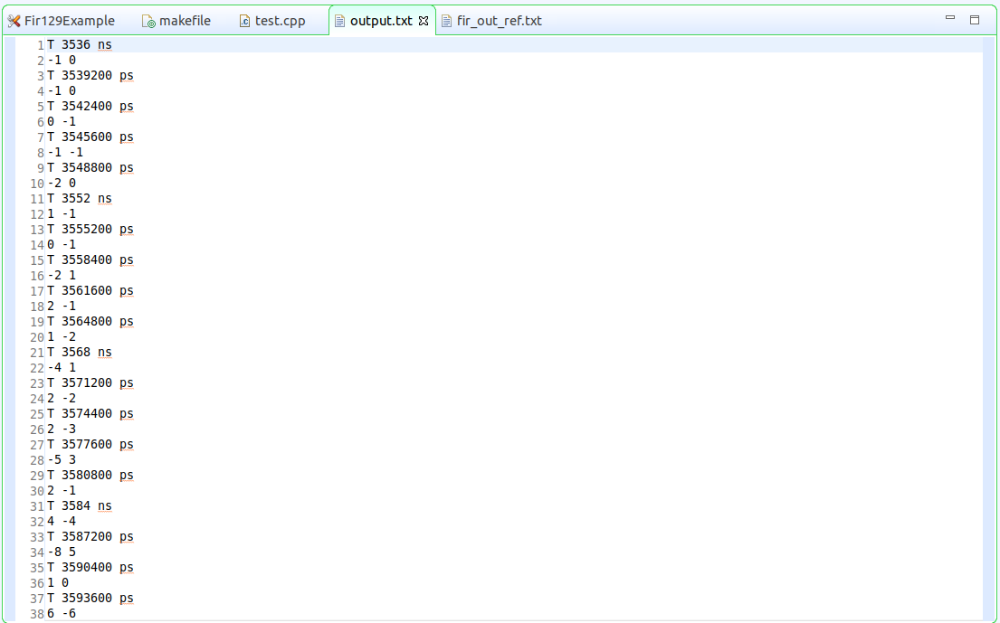 Fir129Example makefile test.cpp output.txt fir_out_ref.txt
1 T 3536 ns
2 -1 0
3 T 3539200 ps
4 -1 0
5 T 3542400 ps
6 0 -1
7 T 3545600 ps
8 -1 -1
9 T 3548800 ps
10 -2 0
11 T 3552 ns
12 1 -1
13 T 3555200 ps
14 0 -1
15 T 3558400 ps
16 -2 1
17 T 3561600 ps
18 2 -1
19 T 3564800 ps
20 1 -2
21 T 3568 ns
22 -4 1
23 T 3571200 ps
24 2 -2
25 T 3574400 ps
26 2 -3
27 T 3577600 ps
28 -5 3
29 T 3580800 ps
30 2 -1
31 T 3584 ns
32 4 -4
33 T 3587200 ps
34 -8 5
35 T 3590400 ps
36 1 0
37 T 3593600 ps
38 6 -6